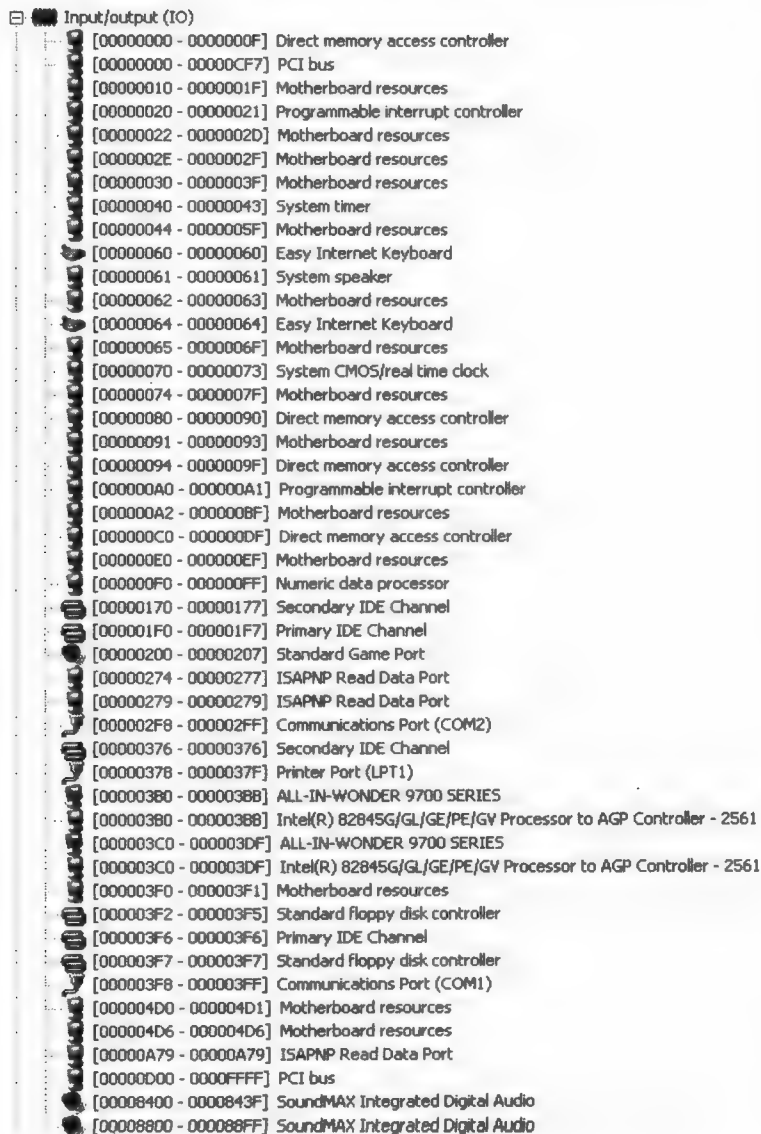 Input/output (IO)
[00000000 - 0000000F] Direct memory access controller
[00000000 - 00000CF7] PCI bus
[00000010 - 0000001F] Motherboard resources
[00000020 - 00000021] Programmable interrupt controller
[00000022 - 0000002D] Motherboard resources
[0000002E - 0000002F] Motherboard resources
[00000030 - 0000003F] Motherboard resources
[00000040 - 00000043] System timer
[00000044 - 0000005F] Motherboard resources
[00000060 - 00000060] Easy Internet Keyboard
[00000061 - 00000061] System speaker
[00000062 - 00000063] Motherboard resources
[00000064 - 00000064] Easy Internet Keyboard
[00000065 - 0000006F] Motherboard resources
[00000070 - 00000073] System CMOS/real time clock
[00000074 - 0000007F] Motherboard resources
[00000080 - 00000090] Direct memory access controller
[00000091 - 00000093] Motherboard resources
[00000094 - 0000009F] Direct memory access controller
[000000A0 - 000000A1] Programmable interrupt controller
[000000A2 - 000000BF] Motherboard resources
[000000C0 - 000000DF] Direct memory access controller
[000000E0 - 000000EF] Motherboard resources
[000000F0 - 000000FF] Numeric data processor
[00000170 - 00000177] Secondary IDE Channel
[000001F0 - 000001F7] Primary IDE Channel
[00000200 - 00000207] Standard Game Port
[00000274 - 00000277] ISAPNP Read Data Port
[00000279 - 00000279] ISAPNP Read Data Port
[000002F8 - 000002FF] Communications Port (COM2)
[00000376 - 00000376] Secondary IDE Channel
[00000378 - 0000037F] Printer Port (LPT1)
[000003B0 - 000003BB] ALL-IN-WONDER 9700 SERIES
[000003B0 - 000003BB] Intel(R) 82845G/GL/GE/PE/GV Processor to AGP Controller - 2561
[000003C0 - 000003DF] ALL-IN-WONDER 9700 SERIES
[000003C0 - 000003DF] Intel(R) 82845G/GL/GE/PE/GV Processor to AGP Controller - 2561
[000003F0 - 000003F1] Motherboard resources
[000003F2 - 000003F5] Standard floppy disk controller
[000003F6 - 000003F6] Primary IDE Channel
[000003F7 - 000003F7] Standard floppy disk controller
[000003F8 - 000003FF] Communications Port (COM1)
[000004D0 - 000004D1] Motherboard resources
[000004D6 - 000004D6] Motherboard resources
[00000A79 - 00000A79] ISAPNP Read Data Port
[00000D00 - 0000FFFF] PCI bus
[00008400 - 0000843F] SoundMAX Integrated Digital Audio
[00008800 - 000088FF] SoundMAX Integrated Digital Audio